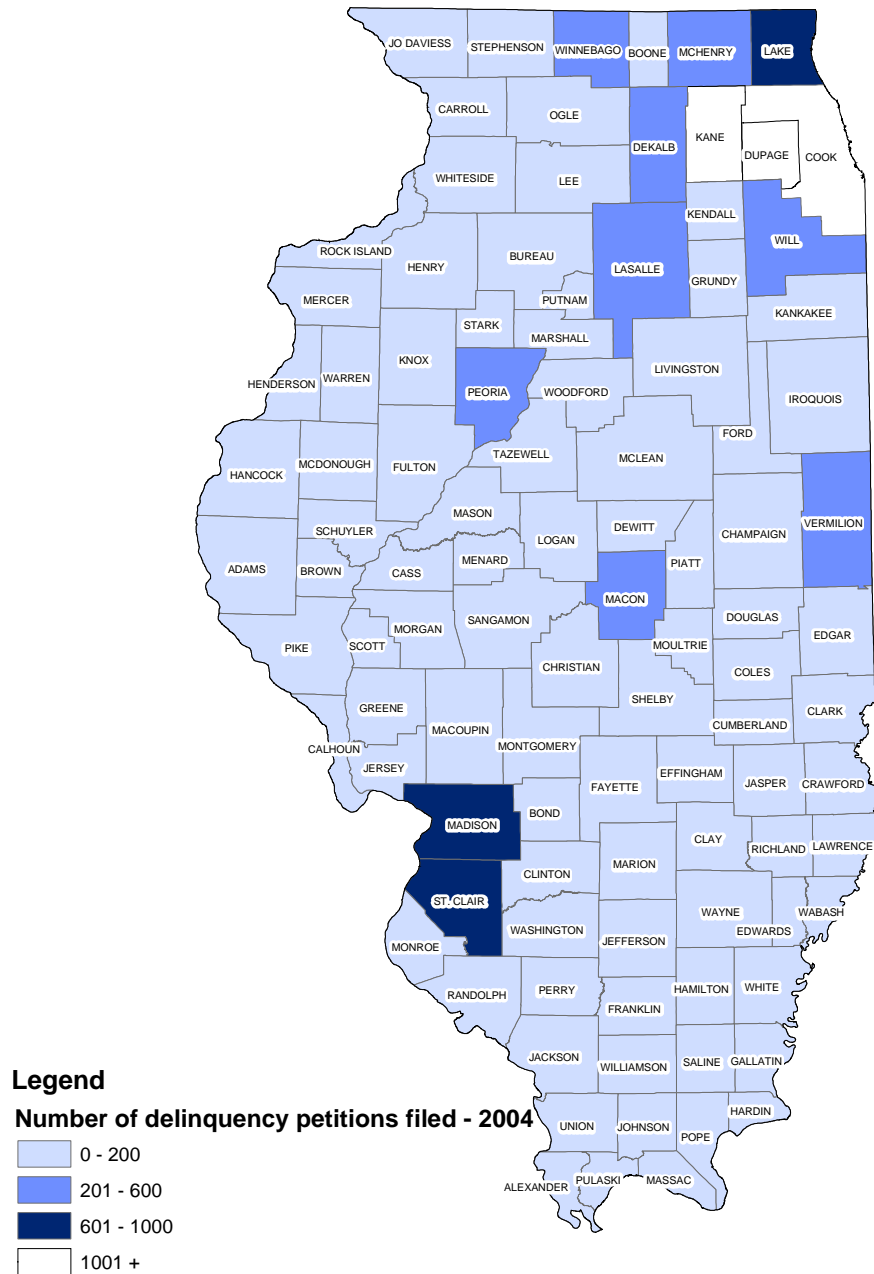 JO DAVIESS
STEPHENSON
WINNEBAGO
BOONE
MCHENRY
LAKE
CARROLL
OGLE
DEKALB
KANE
DUPAGE
COOK
WHITESIDE
LEE
KENDALL
WILL
ROCK ISLAND
HENRY
BUREAU
LASALLE
GRUNDY
MERCER
PUTNAM
KANKAKEE
STARK
MARSHALL
KNOX
LIVINGSTON
HENDERSON
WARREN
PEORIA
WOODFORD
IROQUOIS
FORD
HANCOCK
MCDONOUGH
FULTON
TAZEWELL
MCLEAN
MASON
VERMILION
SCHUYLER
LOGAN
DEWITT
CHAMPAIGN
ADAMS
BROWN
CASS
MENARD
PIATT
MACON
PIKE
SCOTT
MORGAN
SANGAMON
DOUGLAS
EDGAR
MOULTRIE
CHRISTIAN
COLES
SHELBY
GREENE
MACOUPIN
CUMBERLAND
CLARK
CALHOUN
MONTGOMERY
JERSEY
FAYETTE
EFFINGHAM
JASPER
CRAWFORD
MADISON
BOND
CLAY
RICHLAND
LAWRENCE
MARION
CLINTON
ST. CLAIR
WAYNE
EDWARDS
WABASH
WASHINGTON
JEFFERSON
MONROE
RANDOLPH
PERRY
HAMILTON
WHITE
FRANKLIN
JACKSON
WILLIAMSON
SALINE
GALLATIN
UNION
JOHNSON
POPE
HARDIN
ALEXANDER
PULASKI
MASSAC
Legend
Number of delinquency petitions filed - 2004
0 - 200
201 - 600
601 - 1000
1001 +